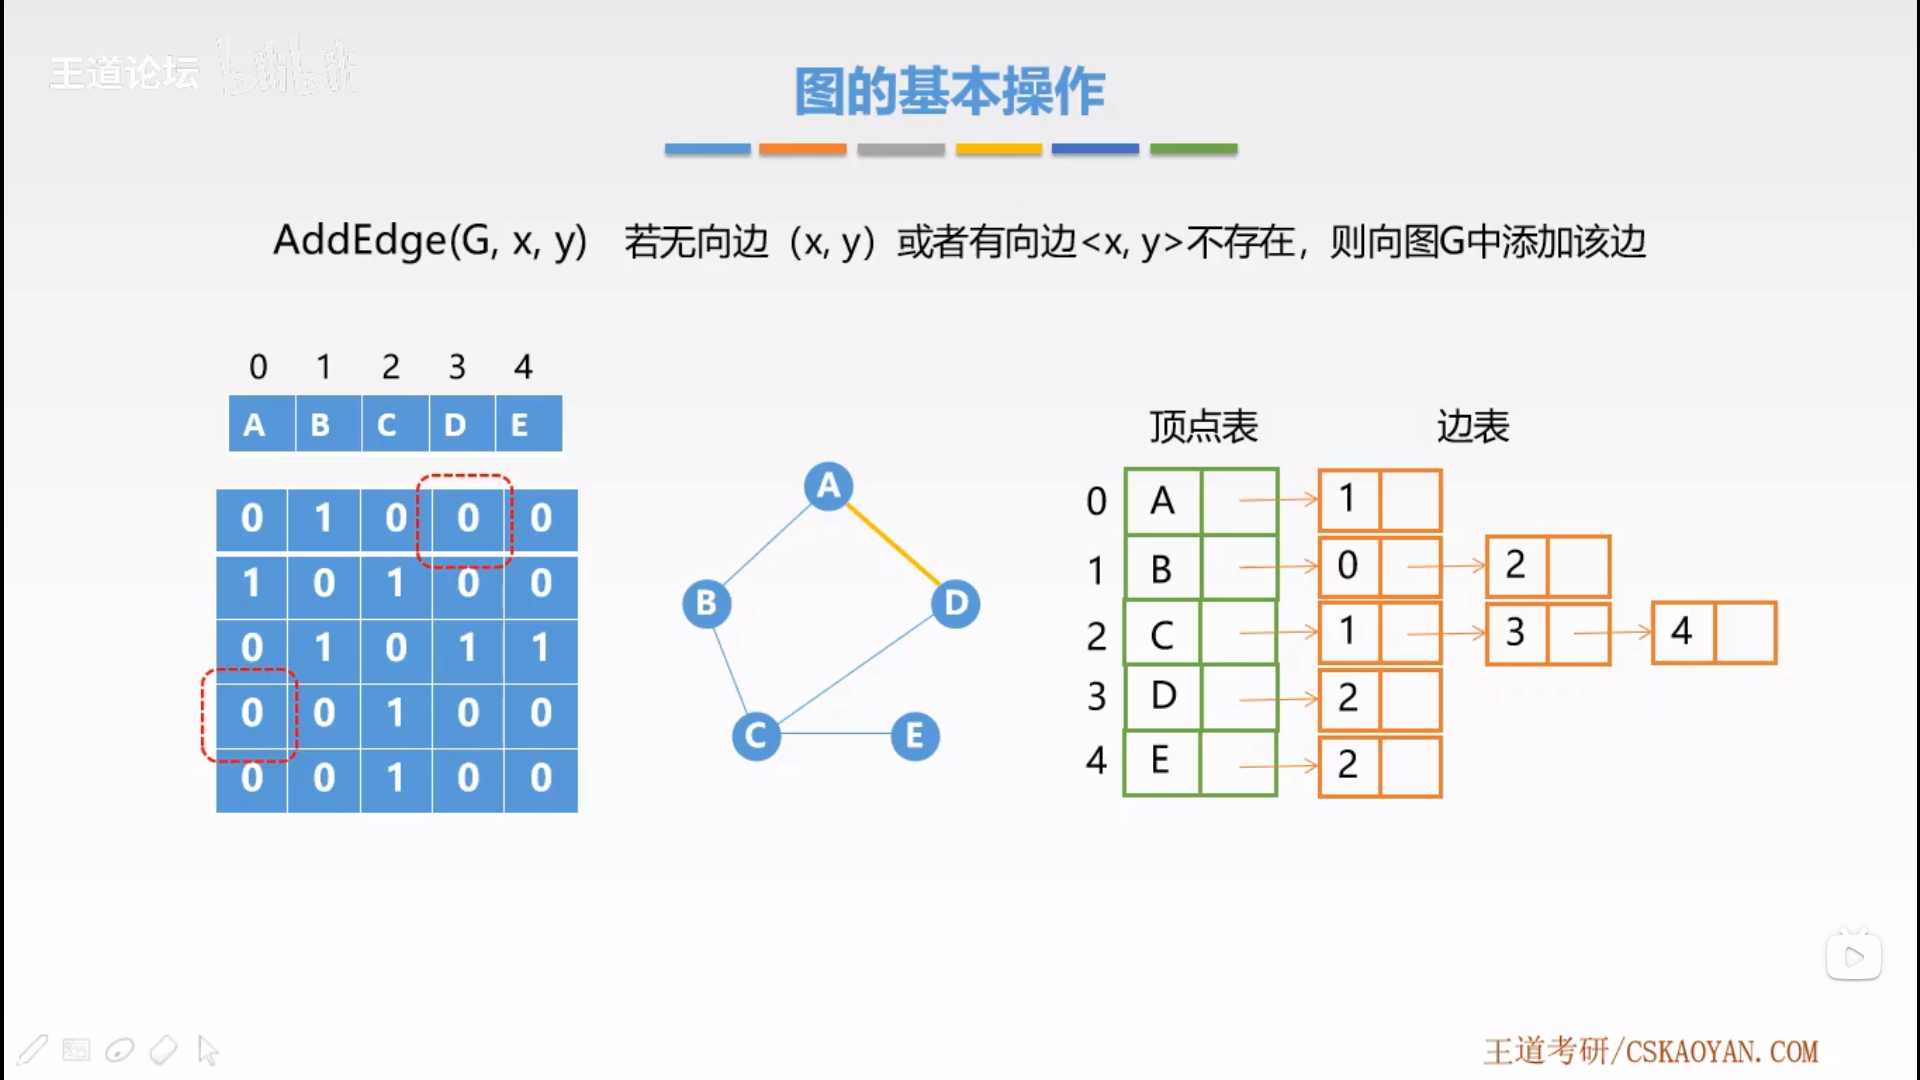 王道论坛 bilibili
图的基本操作
AddEdge(G, x, y) 若无向边（x, y）或者有向边<x, y>不存在，则向图G中添加该边
0 1 2 3 4
A B C D E
0 1 0 0 0
1 0 1 0 0
0 1 0 1 1
0 0 1 0 0
0 0 1 0 0
A
B
D
C
E
顶点表 边表
0 A 1
1 B 0 2
2 C 1 3 4
3 D 2
4 E 2
王道考研/CSKAOYAN.COM